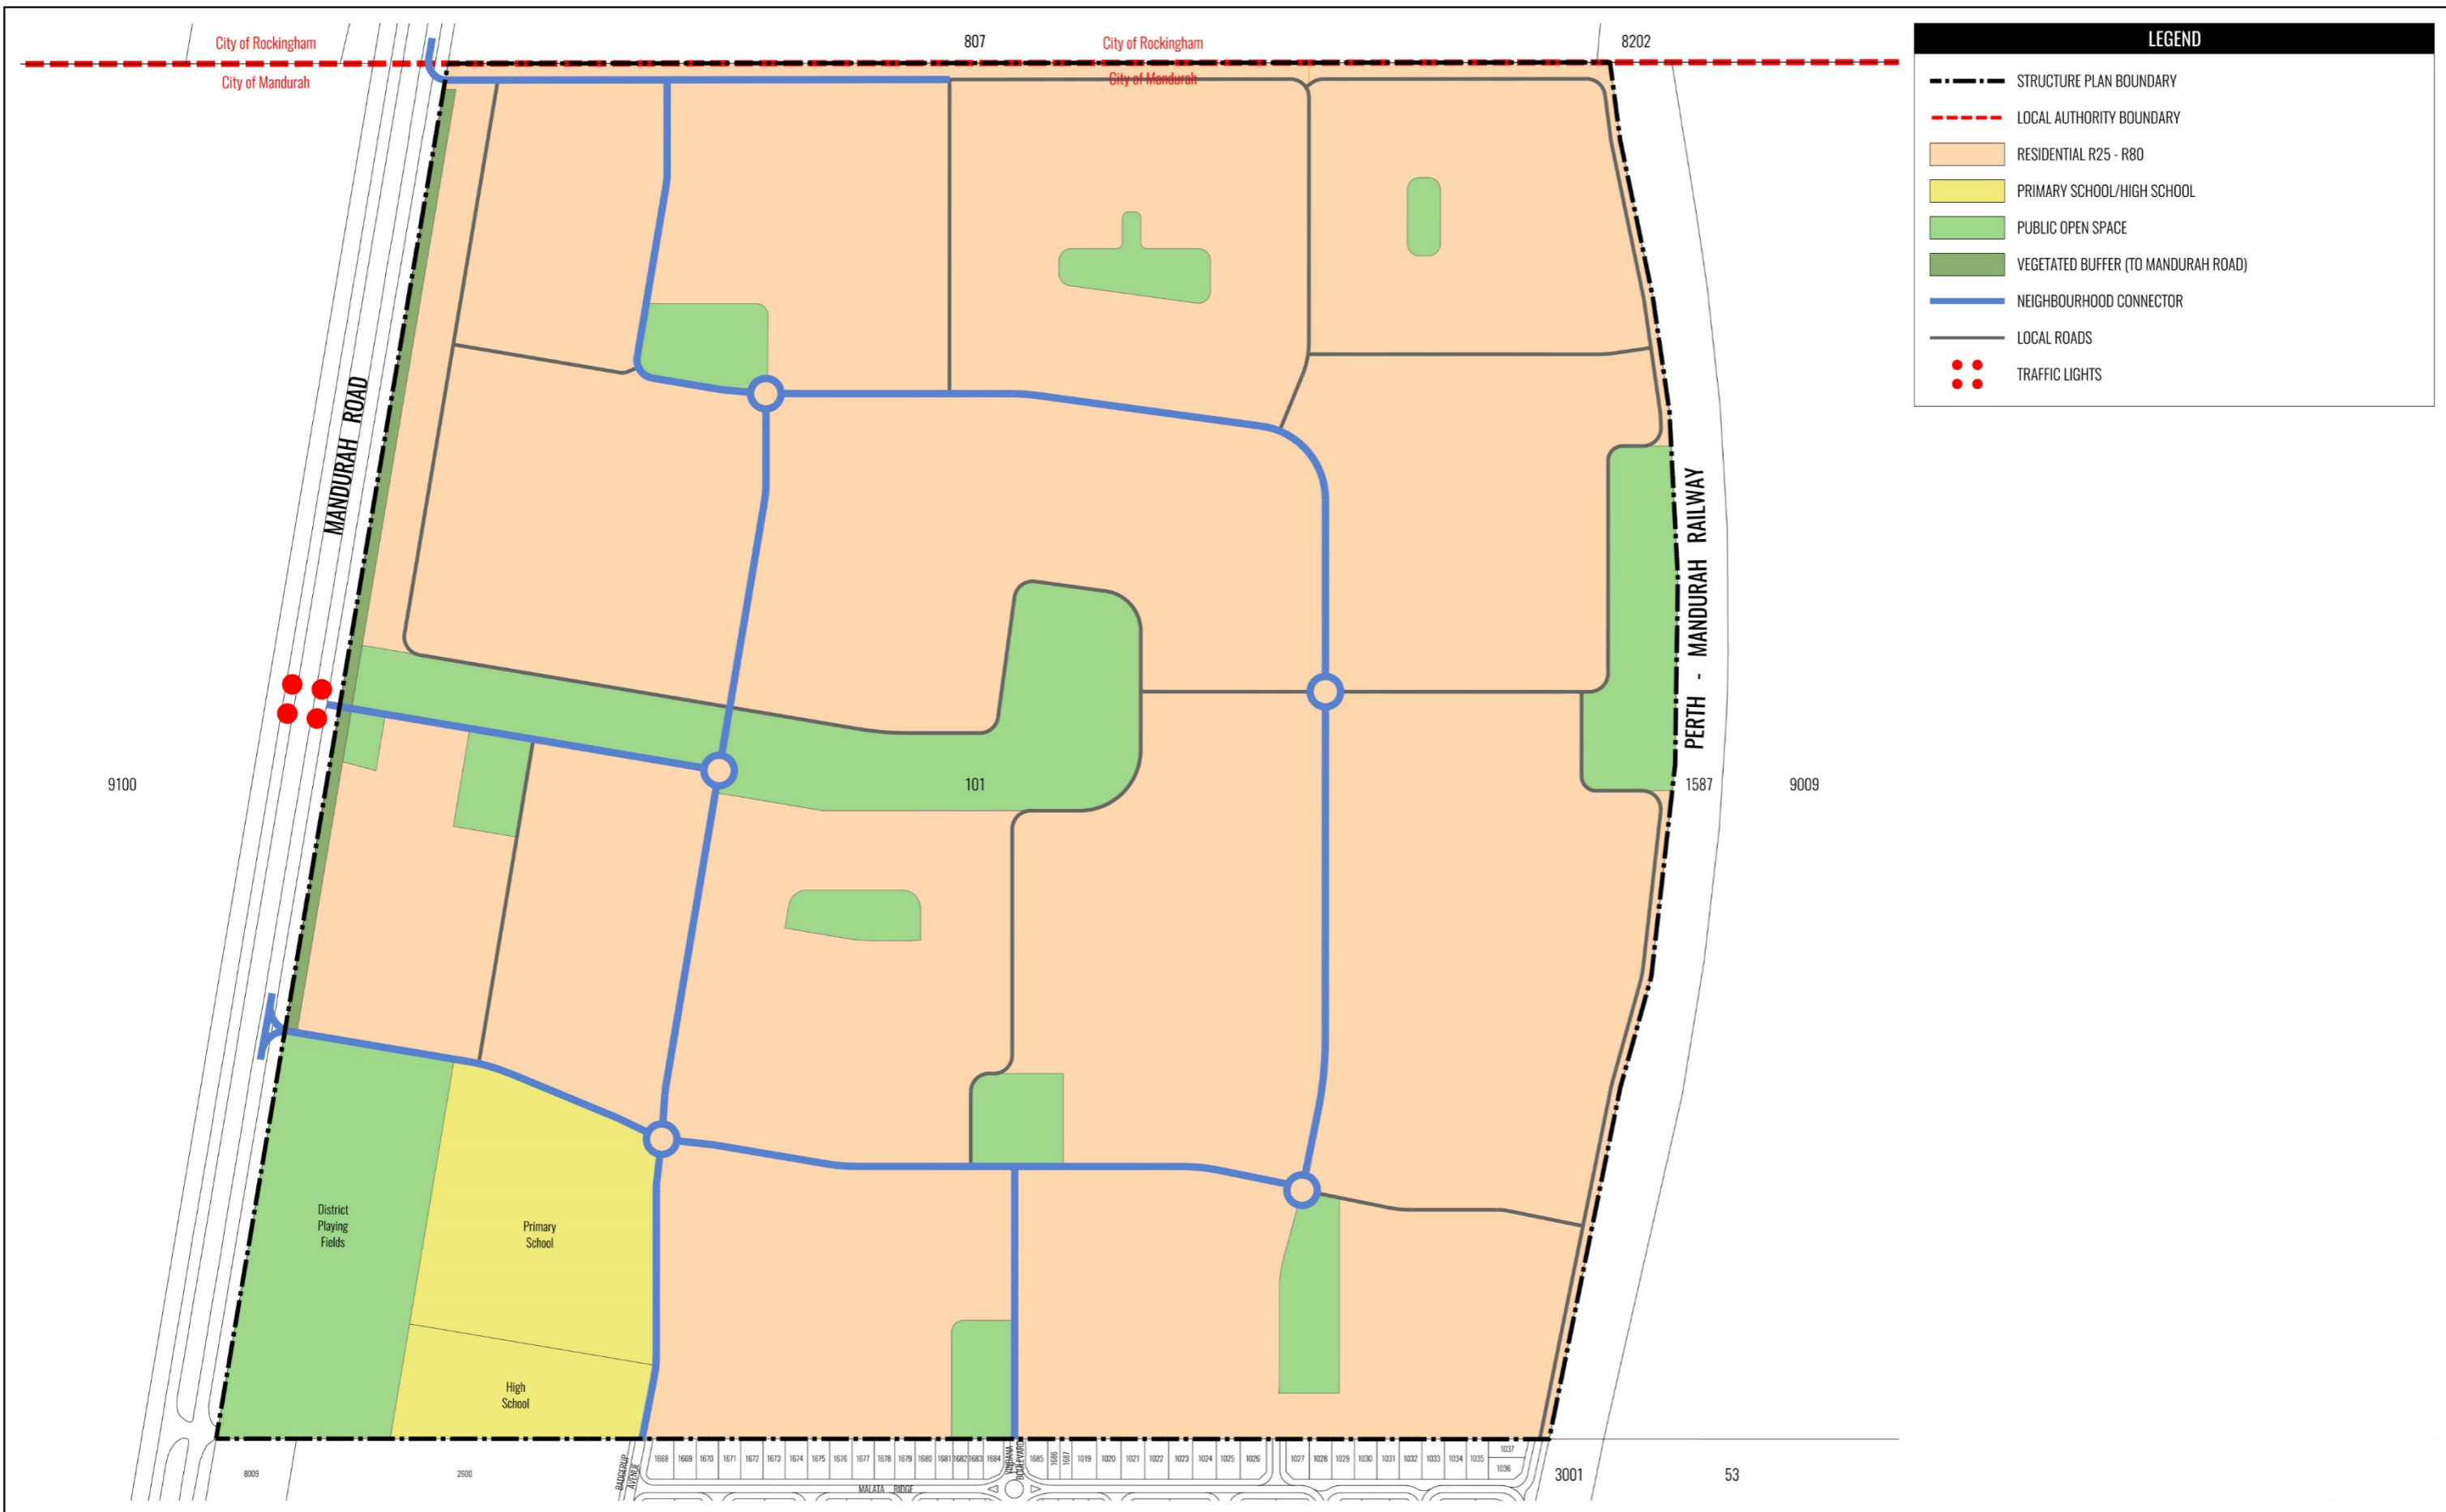 City of Rockingham
807
City of Rockingham
8202
City of Mandurah
City of Mandurah
LEGEND
STRUCTURE PLAN BOUNDARY
LOCAL AUTHORITY BOUNDARY
RESIDENTIAL R25 - R80
PRIMARY SCHOOL/HIGH SCHOOL
PUBLIC OPEN SPACE
VEGETATED BUFFER (TO MANDURAH ROAD)
NEIGHBOURHOOD CONNECTOR
LOCAL ROADS
TRAFFIC LIGHTS
MANDURAH ROAD
PERTH - MANDURAH RAILWAY
9100
101
1587
9009
District
Playing
Fields
Primary
School
High
School
8009
2600
BADGERUP
AVENUE
1668 1669 1670 1671 1672 1673 1674 1675 1676 1677 1678 1679 1680 1681 1682 1683 1684
BOULEVARD
1685 1686 1687 1019 1020 1021 1022 1023 1024 1025 1026 1027 1028 1029 1030 1031 1032 1033 1034 1035
1037
1036
MALATA RIDGE
3001
53